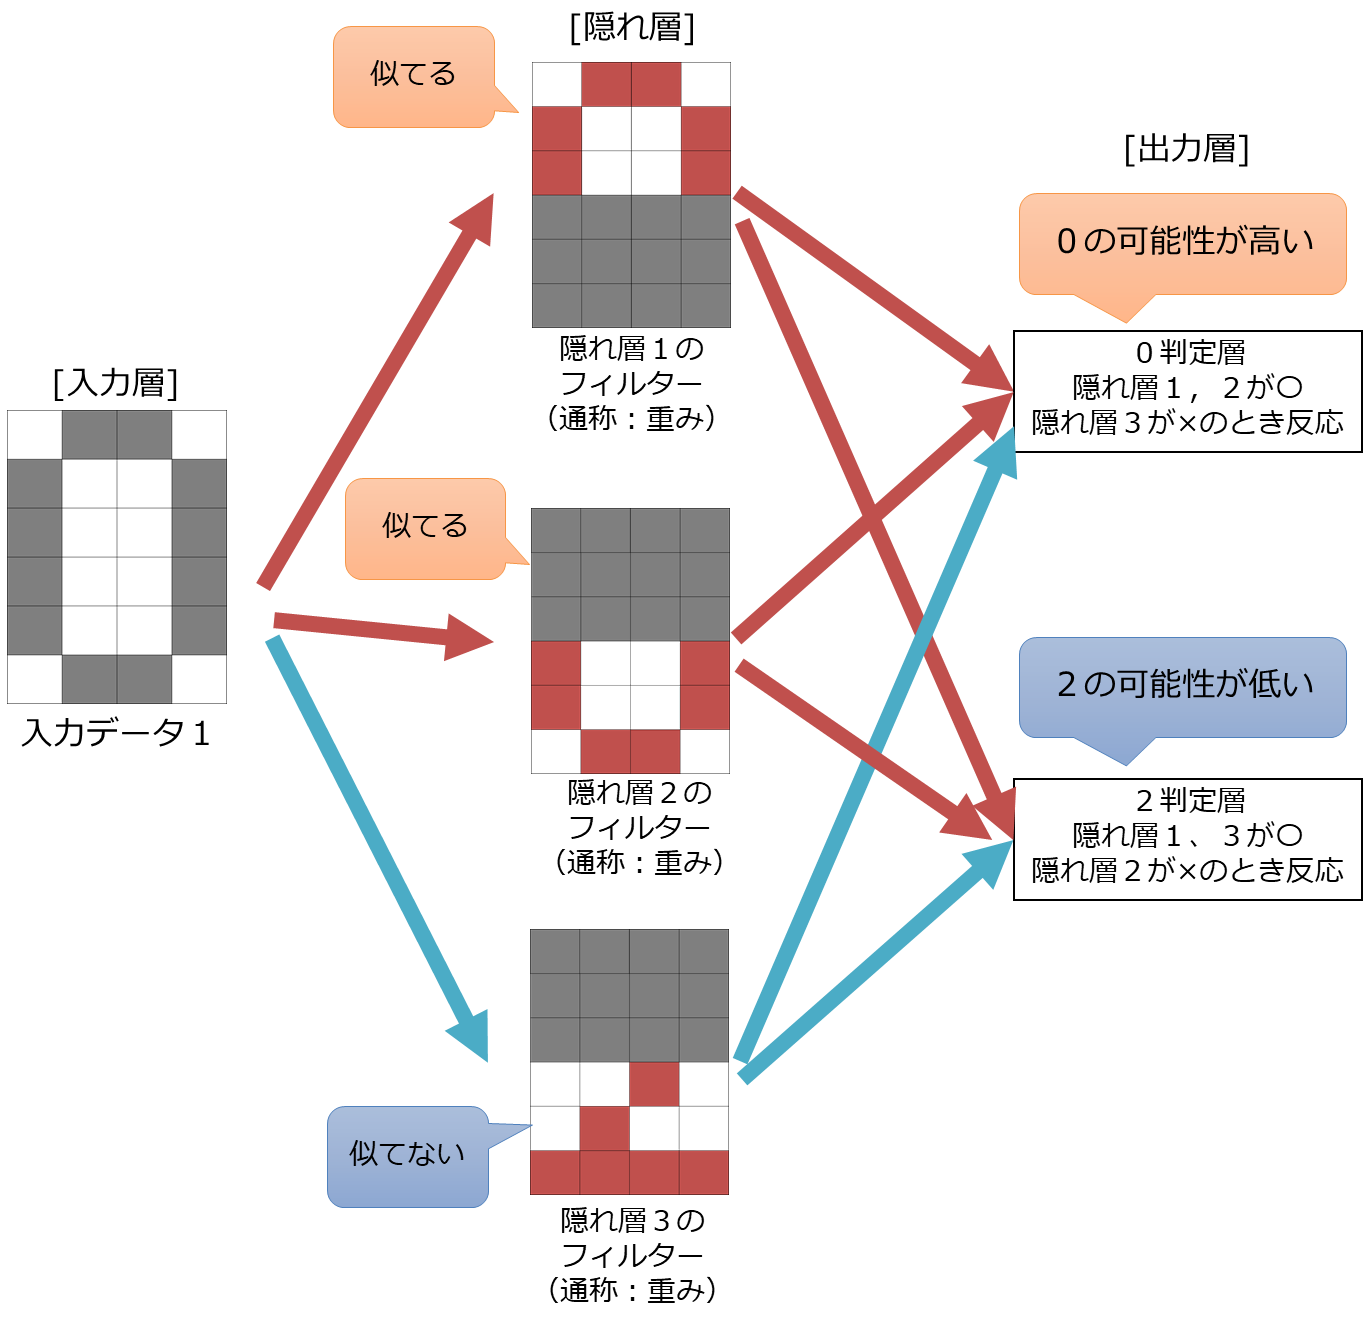 [隠れ層]
似てる
隠れ層１の
フィルター
（通称：重み）
[入力層]
入力データ１
似てる
隠れ層２の
フィルター
（通称：重み）
似てない
隠れ層３の
フィルター
（通称：重み）
[出力層]
０の可能性が高い
０判定層
隠れ層１，２が〇
隠れ層３が×のとき反応
２の可能性が低い
２判定層
隠れ層１、３が〇
隠れ層２が×のとき反応